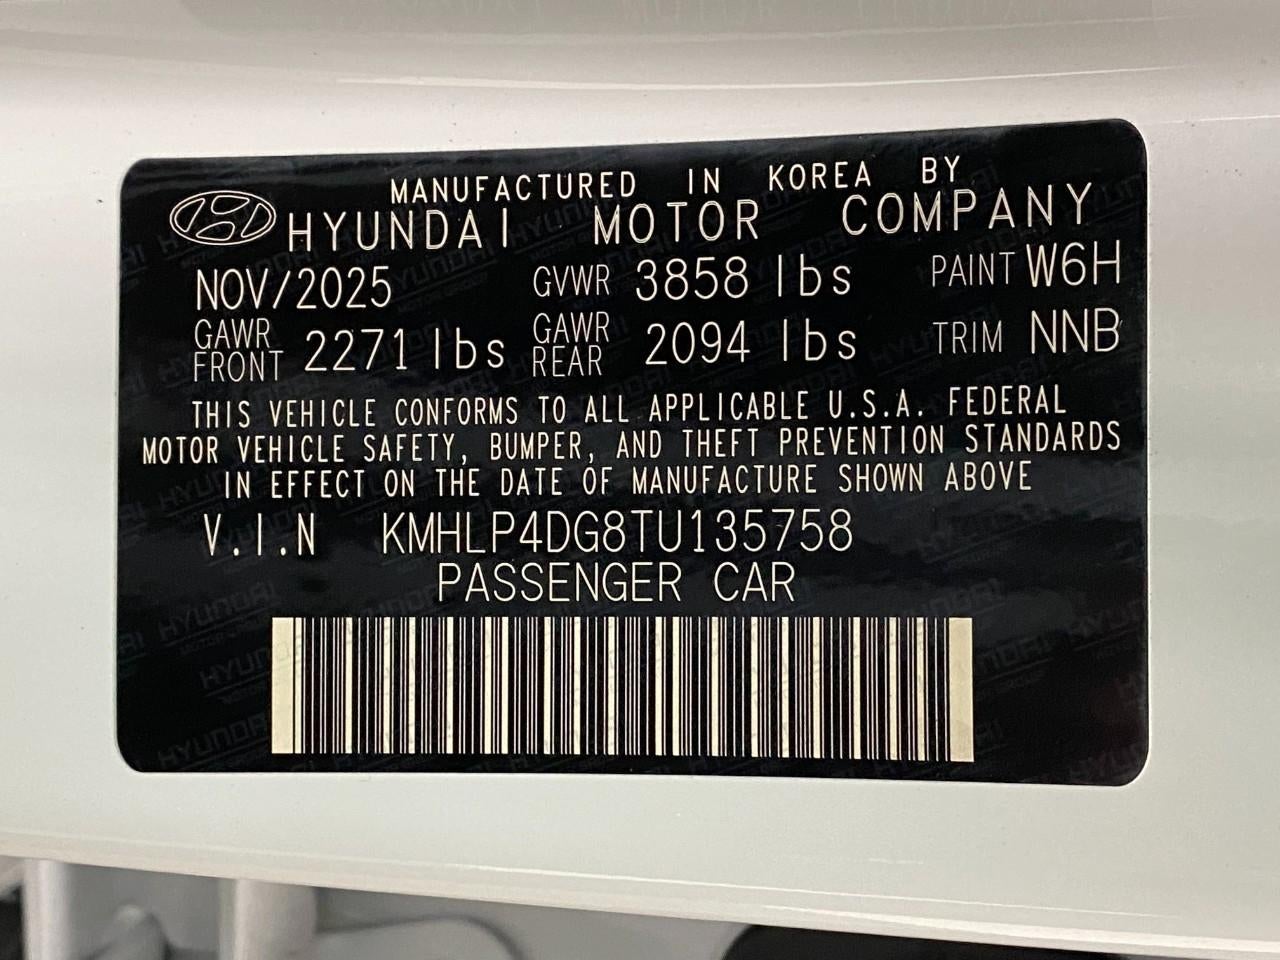 MANUFACTURED IN KOREA BY
HYUNDAI MOTOR COMPANY
NOV/2025 GVWR 3858 lbs PAINT W6H
GAWR FRONT 2271 lbs GAWR REAR 2094 lbs TRIM NNB
THIS VEHICLE CONFORMS TO ALL APPLICABLE U.S.A. FEDERAL
MOTOR VEHICLE SAFETY, BUMPER, AND THEFT PREVENTION STANDARDS
IN EFFECT ON THE DATE OF MANUFACTURE SHOWN ABOVE
V.I.N KMHLP4DG8TU135758
PASSENGER CAR